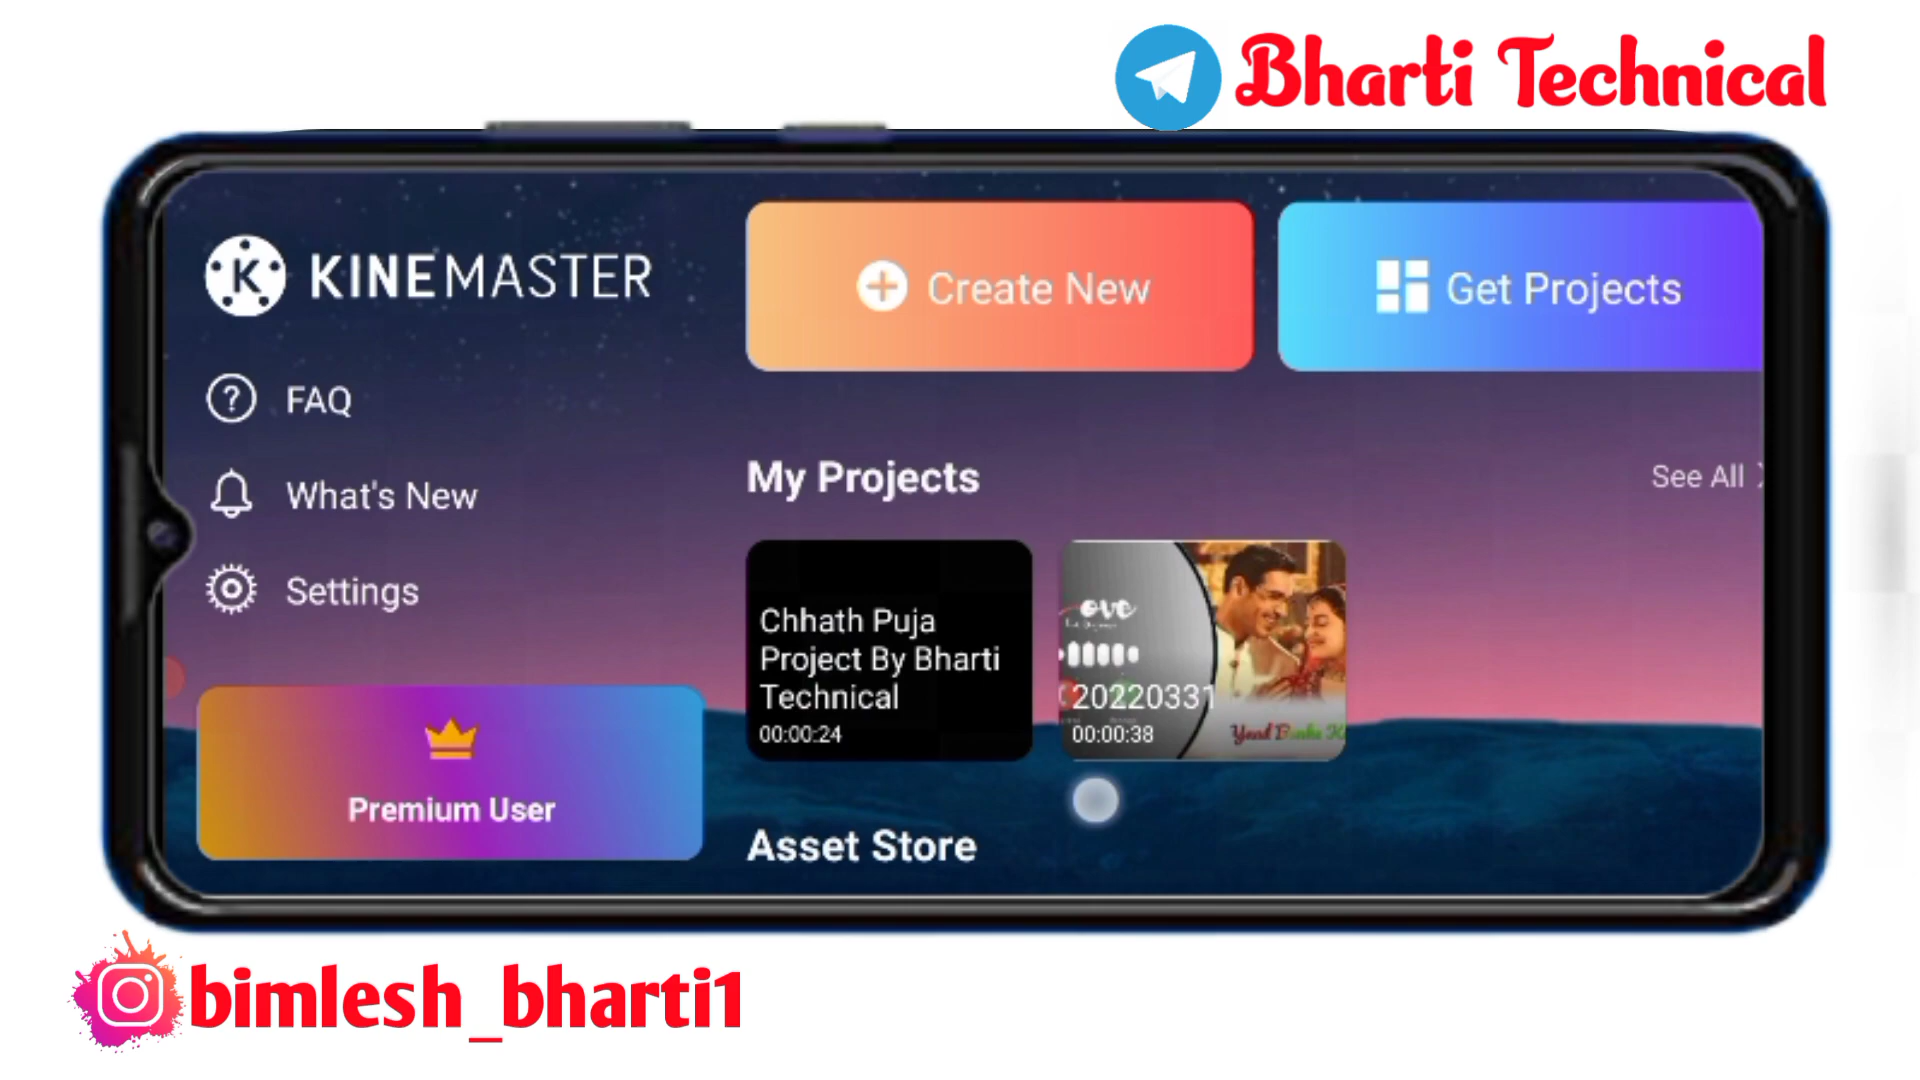 Bharti Technical
KINEMASTER
Create New
Get Projects
FAQ
My Projects
See All
What's New
Settings
Chhath Puja
Project By Bharti
Technical
00:00:24
ove
20220331
00:00:38
Premium User
Asset Store
bimlesh_bharti1